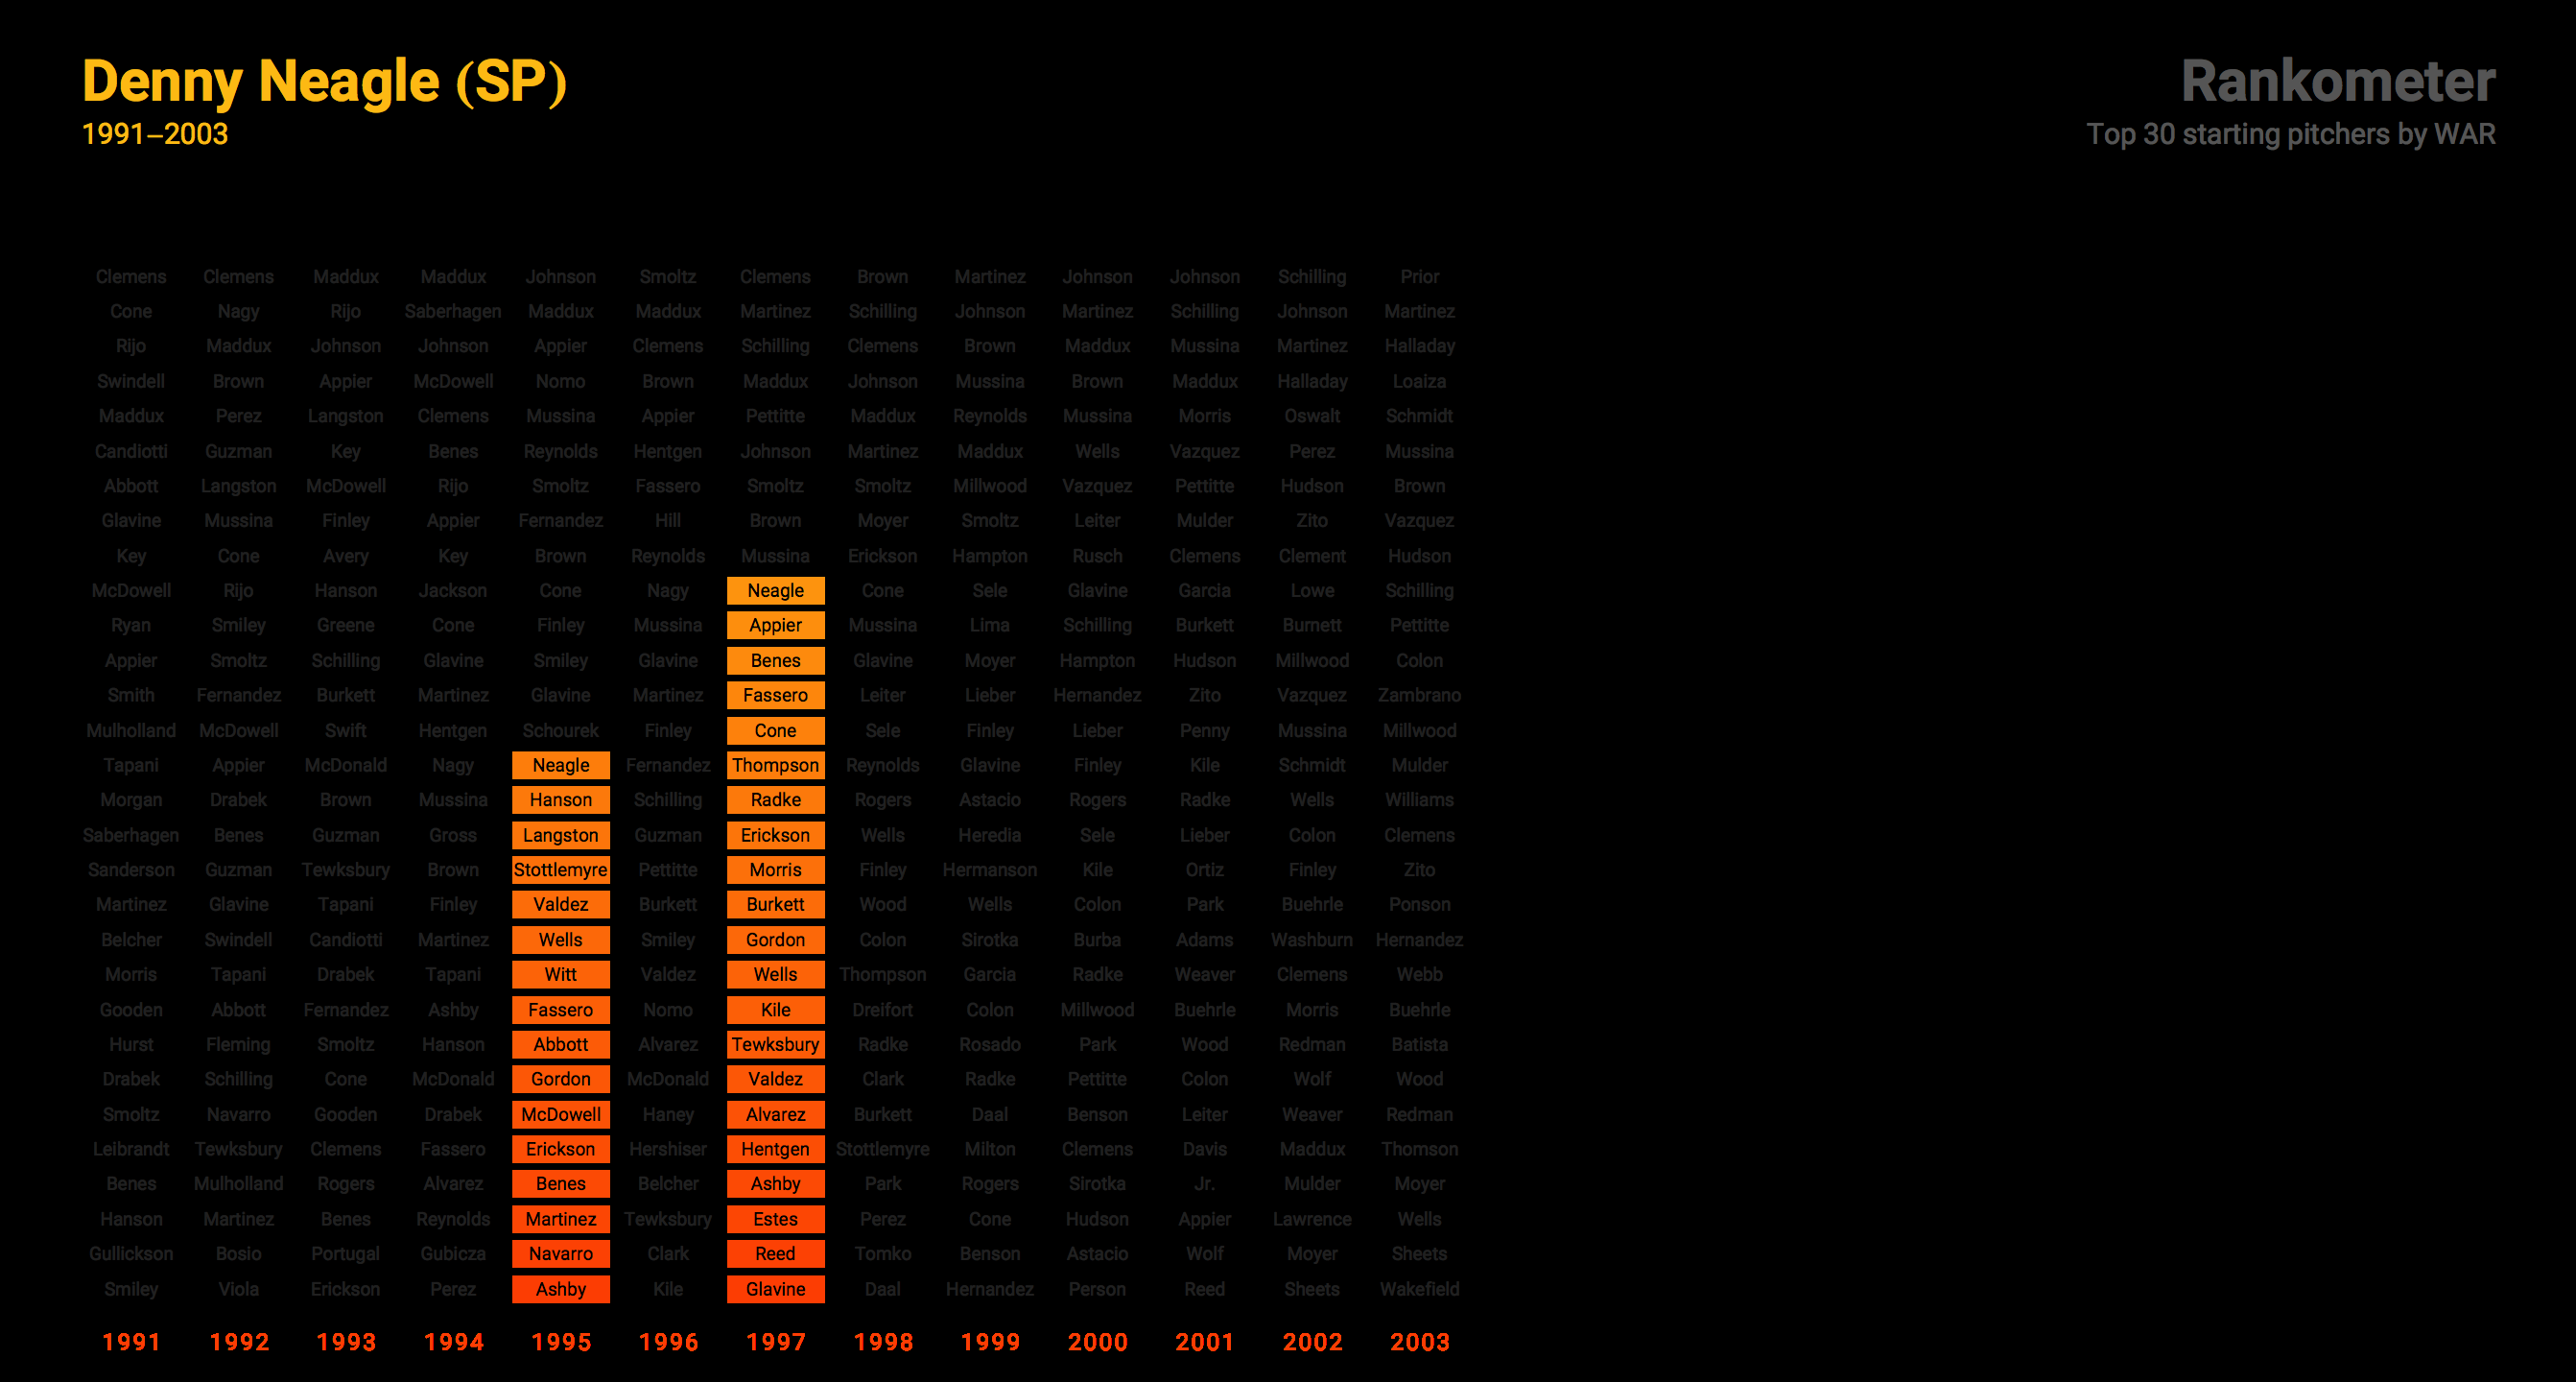 Denny Neagle (SP)
1991–2003
Rankometer
Top 30 starting pitchers by WAR
Clemens Clemens Maddux Maddux Johnson Smoltz Clemens Brown Martinez Johnson Johnson Schilling Prior
Cone Nagy Rijo Saberhagen Maddux Maddux Martinez Schilling Johnson Martinez Schilling Johnson Martinez
Rijo Maddux Johnson Johnson Appier Clemens Schilling Clemens Brown Maddux Mussina Martinez Halladay
Swindell Brown Appier McDowell Nomo Brown Maddux Johnson Mussina Brown Maddux Halladay Loaiza
Maddux Perez Langston Clemens Mussina Appier Pettitte Maddux Reynolds Mussina Morris Oswalt Schmidt
Candiotti Guzman Key Benes Reynolds Hentgen Johnson Martinez Maddux Wells Vazquez Perez Mussina
Abbott Langston McDowell Rijo Smoltz Fassero Smoltz Smoltz Millwood Vazquez Pettitte Hudson Brown
Glavine Mussina Finley Appier Fernandez Hill Brown Moyer Smoltz Leiter Mulder Zito Vazquez
Key Cone Avery Key Brown Reynolds Mussina Erickson Hampton Rusch Clemens Clement Hudson
McDowell Rijo Hanson Jackson Cone Nagy Neagle Cone Sele Glavine Garcia Lowe Schilling
Ryan Smiley Greene Cone Finley Mussina Appier Mussina Lima Schilling Burkett Burnett Pettitte
Appier Smoltz Schilling Glavine Smiley Glavine Benes Glavine Moyer Hampton Hudson Millwood Colon
Smith Fernandez Burkett Martinez Glavine Martinez Fassero Leiter Lieber Hernandez Zito Vazquez Zambrano
Mulholland McDowell Swift Hentgen Schourek Finley Cone Sele Finley Lieber Penny Mussina Millwood
Tapani Appier McDonald Nagy Neagle Fernandez Thompson Reynolds Glavine Finley Kile Schmidt Mulder
Morgan Drabek Brown Mussina Hanson Schilling Radke Rogers Astacio Rogers Radke Wells Williams
Saberhagen Benes Guzman Gross Langston Guzman Erickson Wells Heredia Sele Lieber Colon Clemens
Sanderson Guzman Tewksbury Brown Stottlemyre Pettitte Morris Finley Hermanson Kile Ortiz Finley Zito
Martinez Glavine Tapani Finley Valdez Burkett Burkett Wood Wells Colon Park Buehrle Ponson
Belcher Swindell Candiotti Martinez Wells Smiley Gordon Colon Sirotka Burba Adams Washburn Hernandez
Morris Tapani Drabek Tapani Witt Valdez Wells Thompson Garcia Radke Weaver Clemens Webb
Gooden Abbott Fernandez Ashby Fassero Nomo Kile Dreifort Colon Millwood Buehrle Morris Buehrle
Hurst Fleming Smoltz Hanson Abbott Alvarez Tewksbury Radke Rosado Park Wood Redman Batista
Drabek Schilling Cone McDonald Gordon McDonald Valdez Clark Radke Pettitte Colon Wolf Wood
Smoltz Navarro Gooden Drabek McDowell Haney Alvarez Burkett Daal Benson Leiter Weaver Redman
Leibrandt Tewksbury Clemens Fassero Erickson Hershiser Hentgen Stottlemyre Milton Clemens Davis Maddux Thomson
Benes Mulholland Rogers Alvarez Benes Belcher Ashby Park Rogers Sirotka Jr. Mulder Moyer
Hanson Martinez Benes Reynolds Martinez Tewksbury Estes Perez Cone Hudson Appier Lawrence Wells
Gullickson Bosio Portugal Gubicza Navarro Clark Reed Tomko Benson Astacio Wolf Moyer Sheets
Smiley Viola Erickson Perez Ashby Kile Glavine Daal Hernandez Person Reed Sheets Wakefield
1991 1992 1993 1994 1995 1996 1997 1998 1999 2000 2001 2002 2003